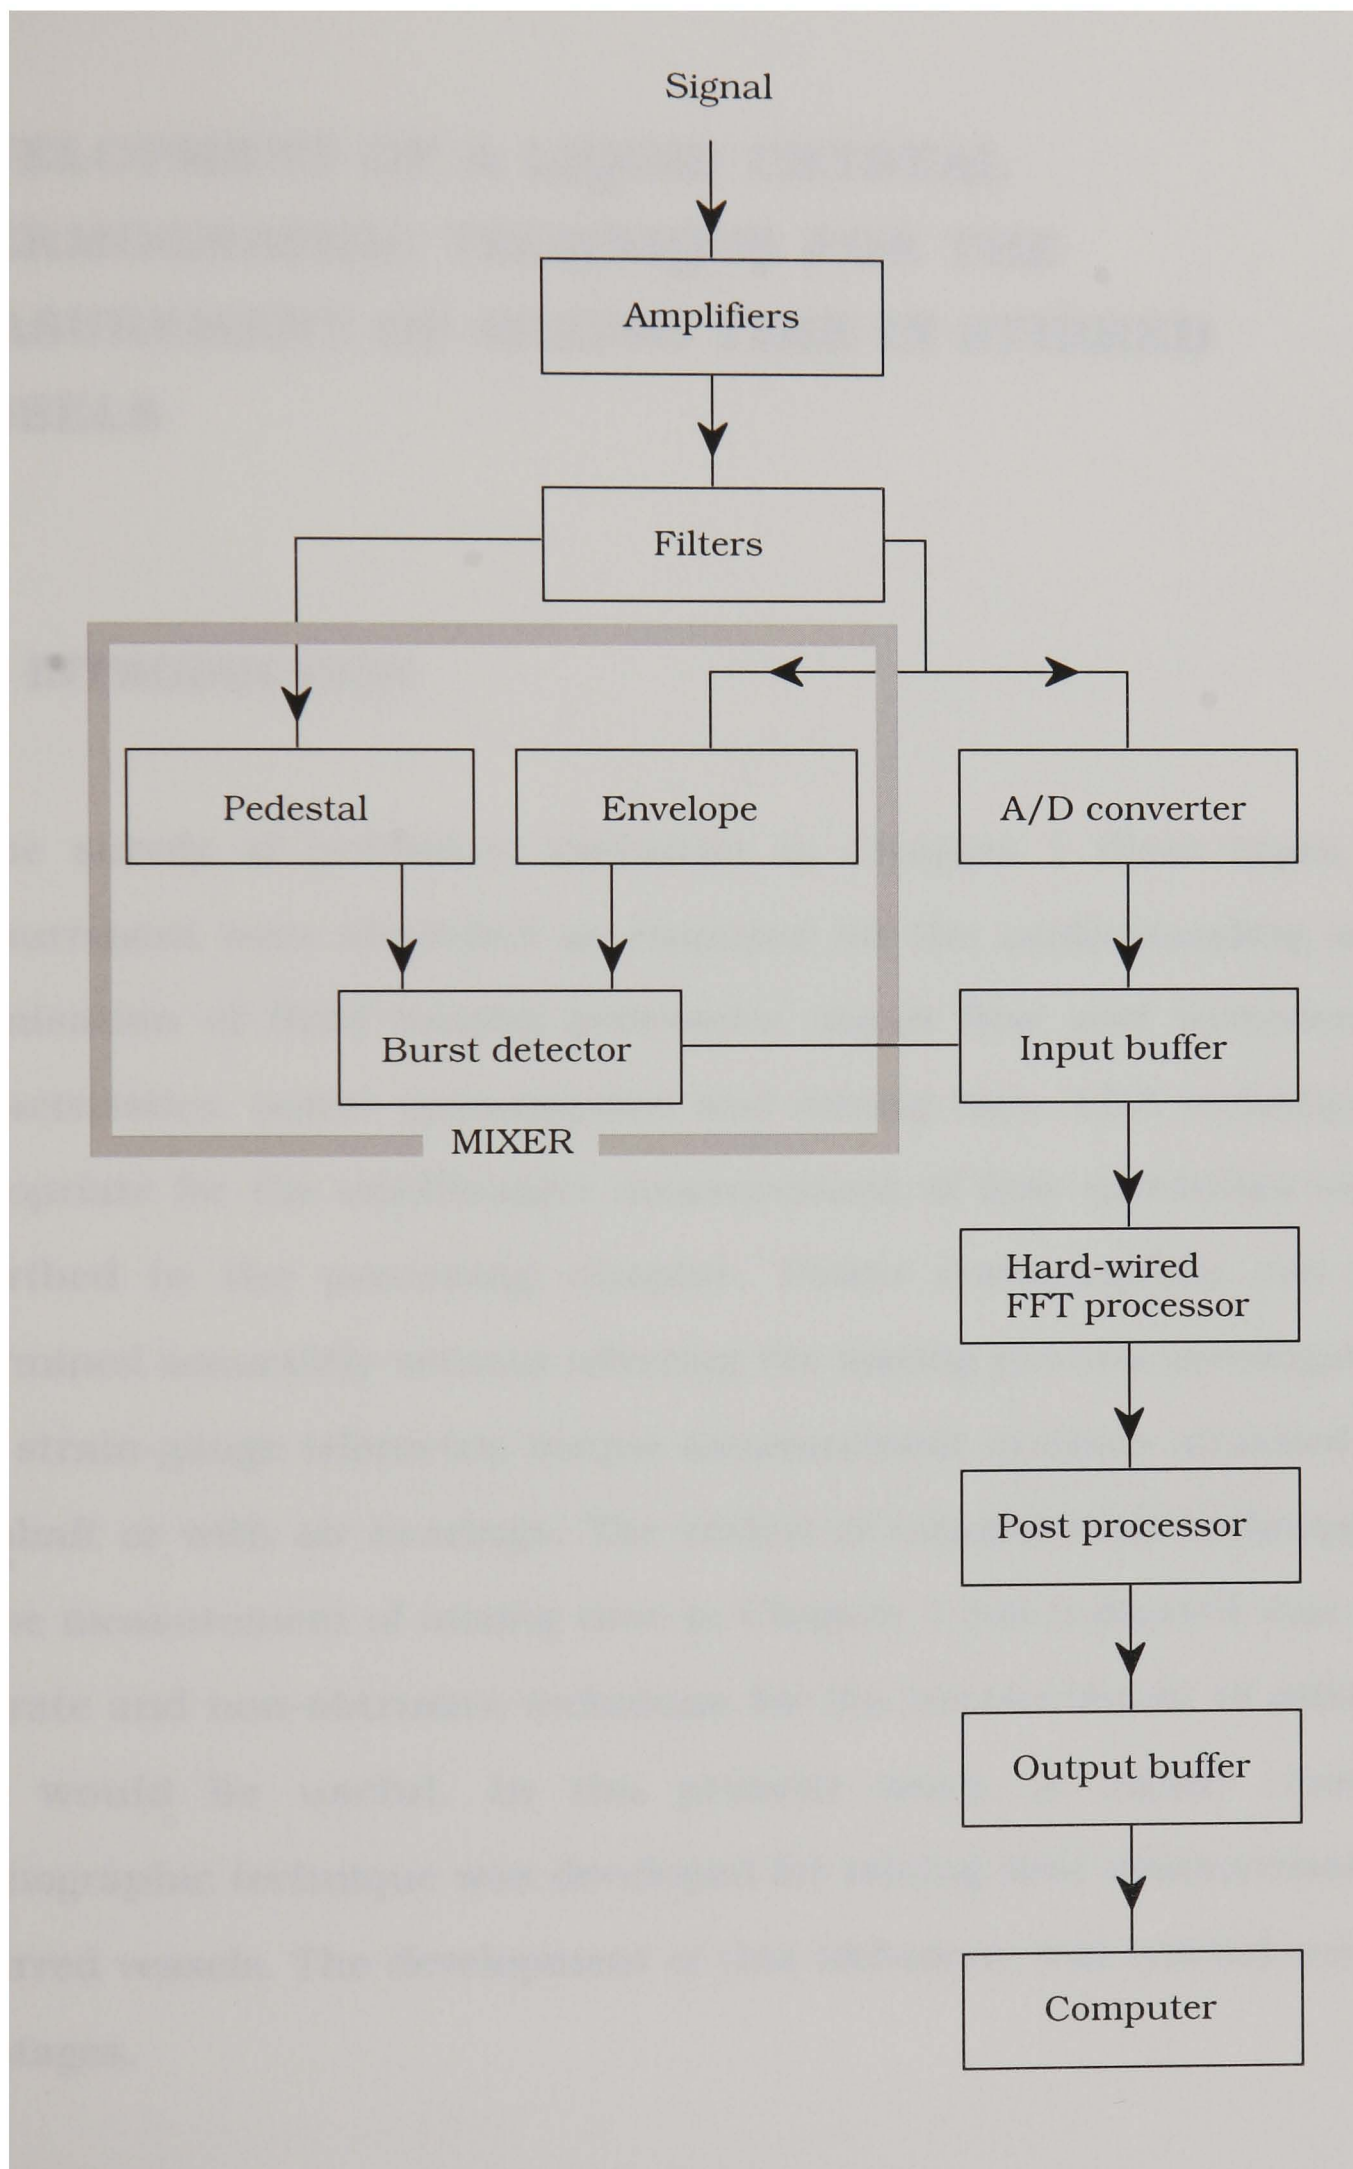 Signal
Amplifiers
Filters
Pedestal
Envelope
A/D converter
Burst detector
Input buffer
MIXER
Hard-wired
FFT processor
Post processor
Output buffer
Computer